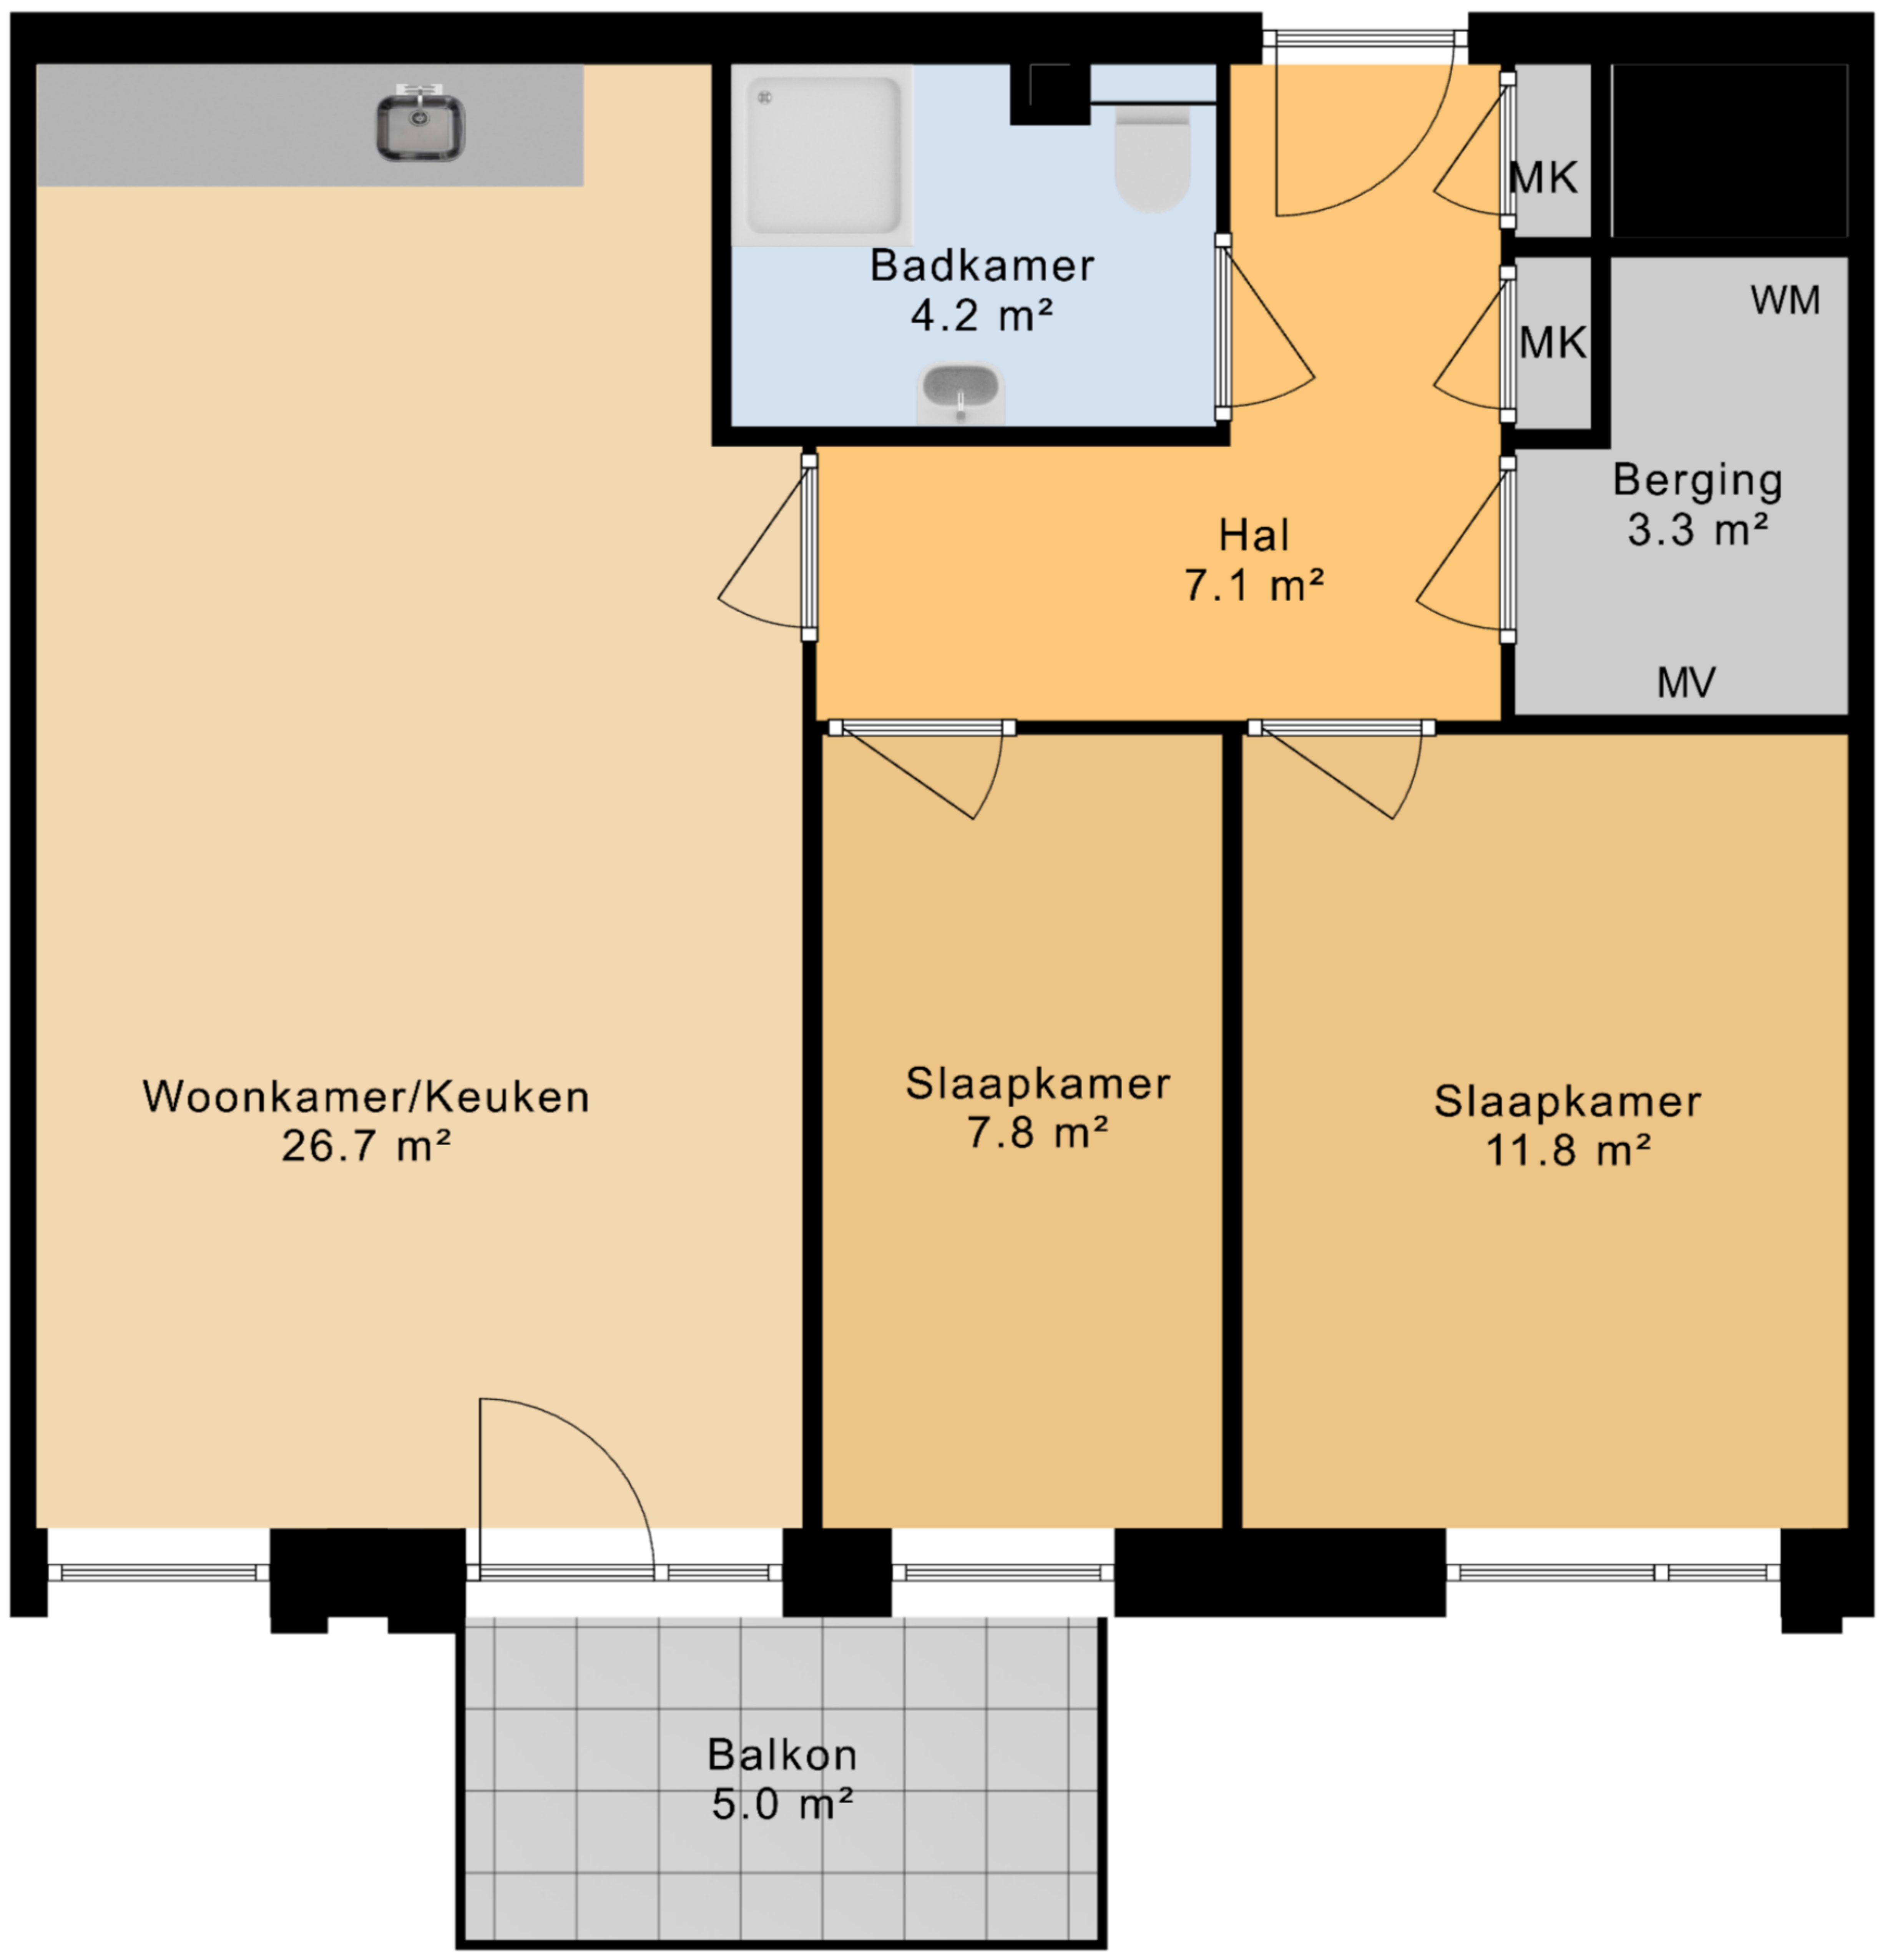 MK
Badkamer
4.2 m²
MK
WM
Berging
3.3 m²
Hal
7.1 m²
MV
Woonkamer/Keuken
26.7 m²
Slaapkamer
7.8 m²
Slaapkamer
11.8 m²
Balkon
5.0 m²